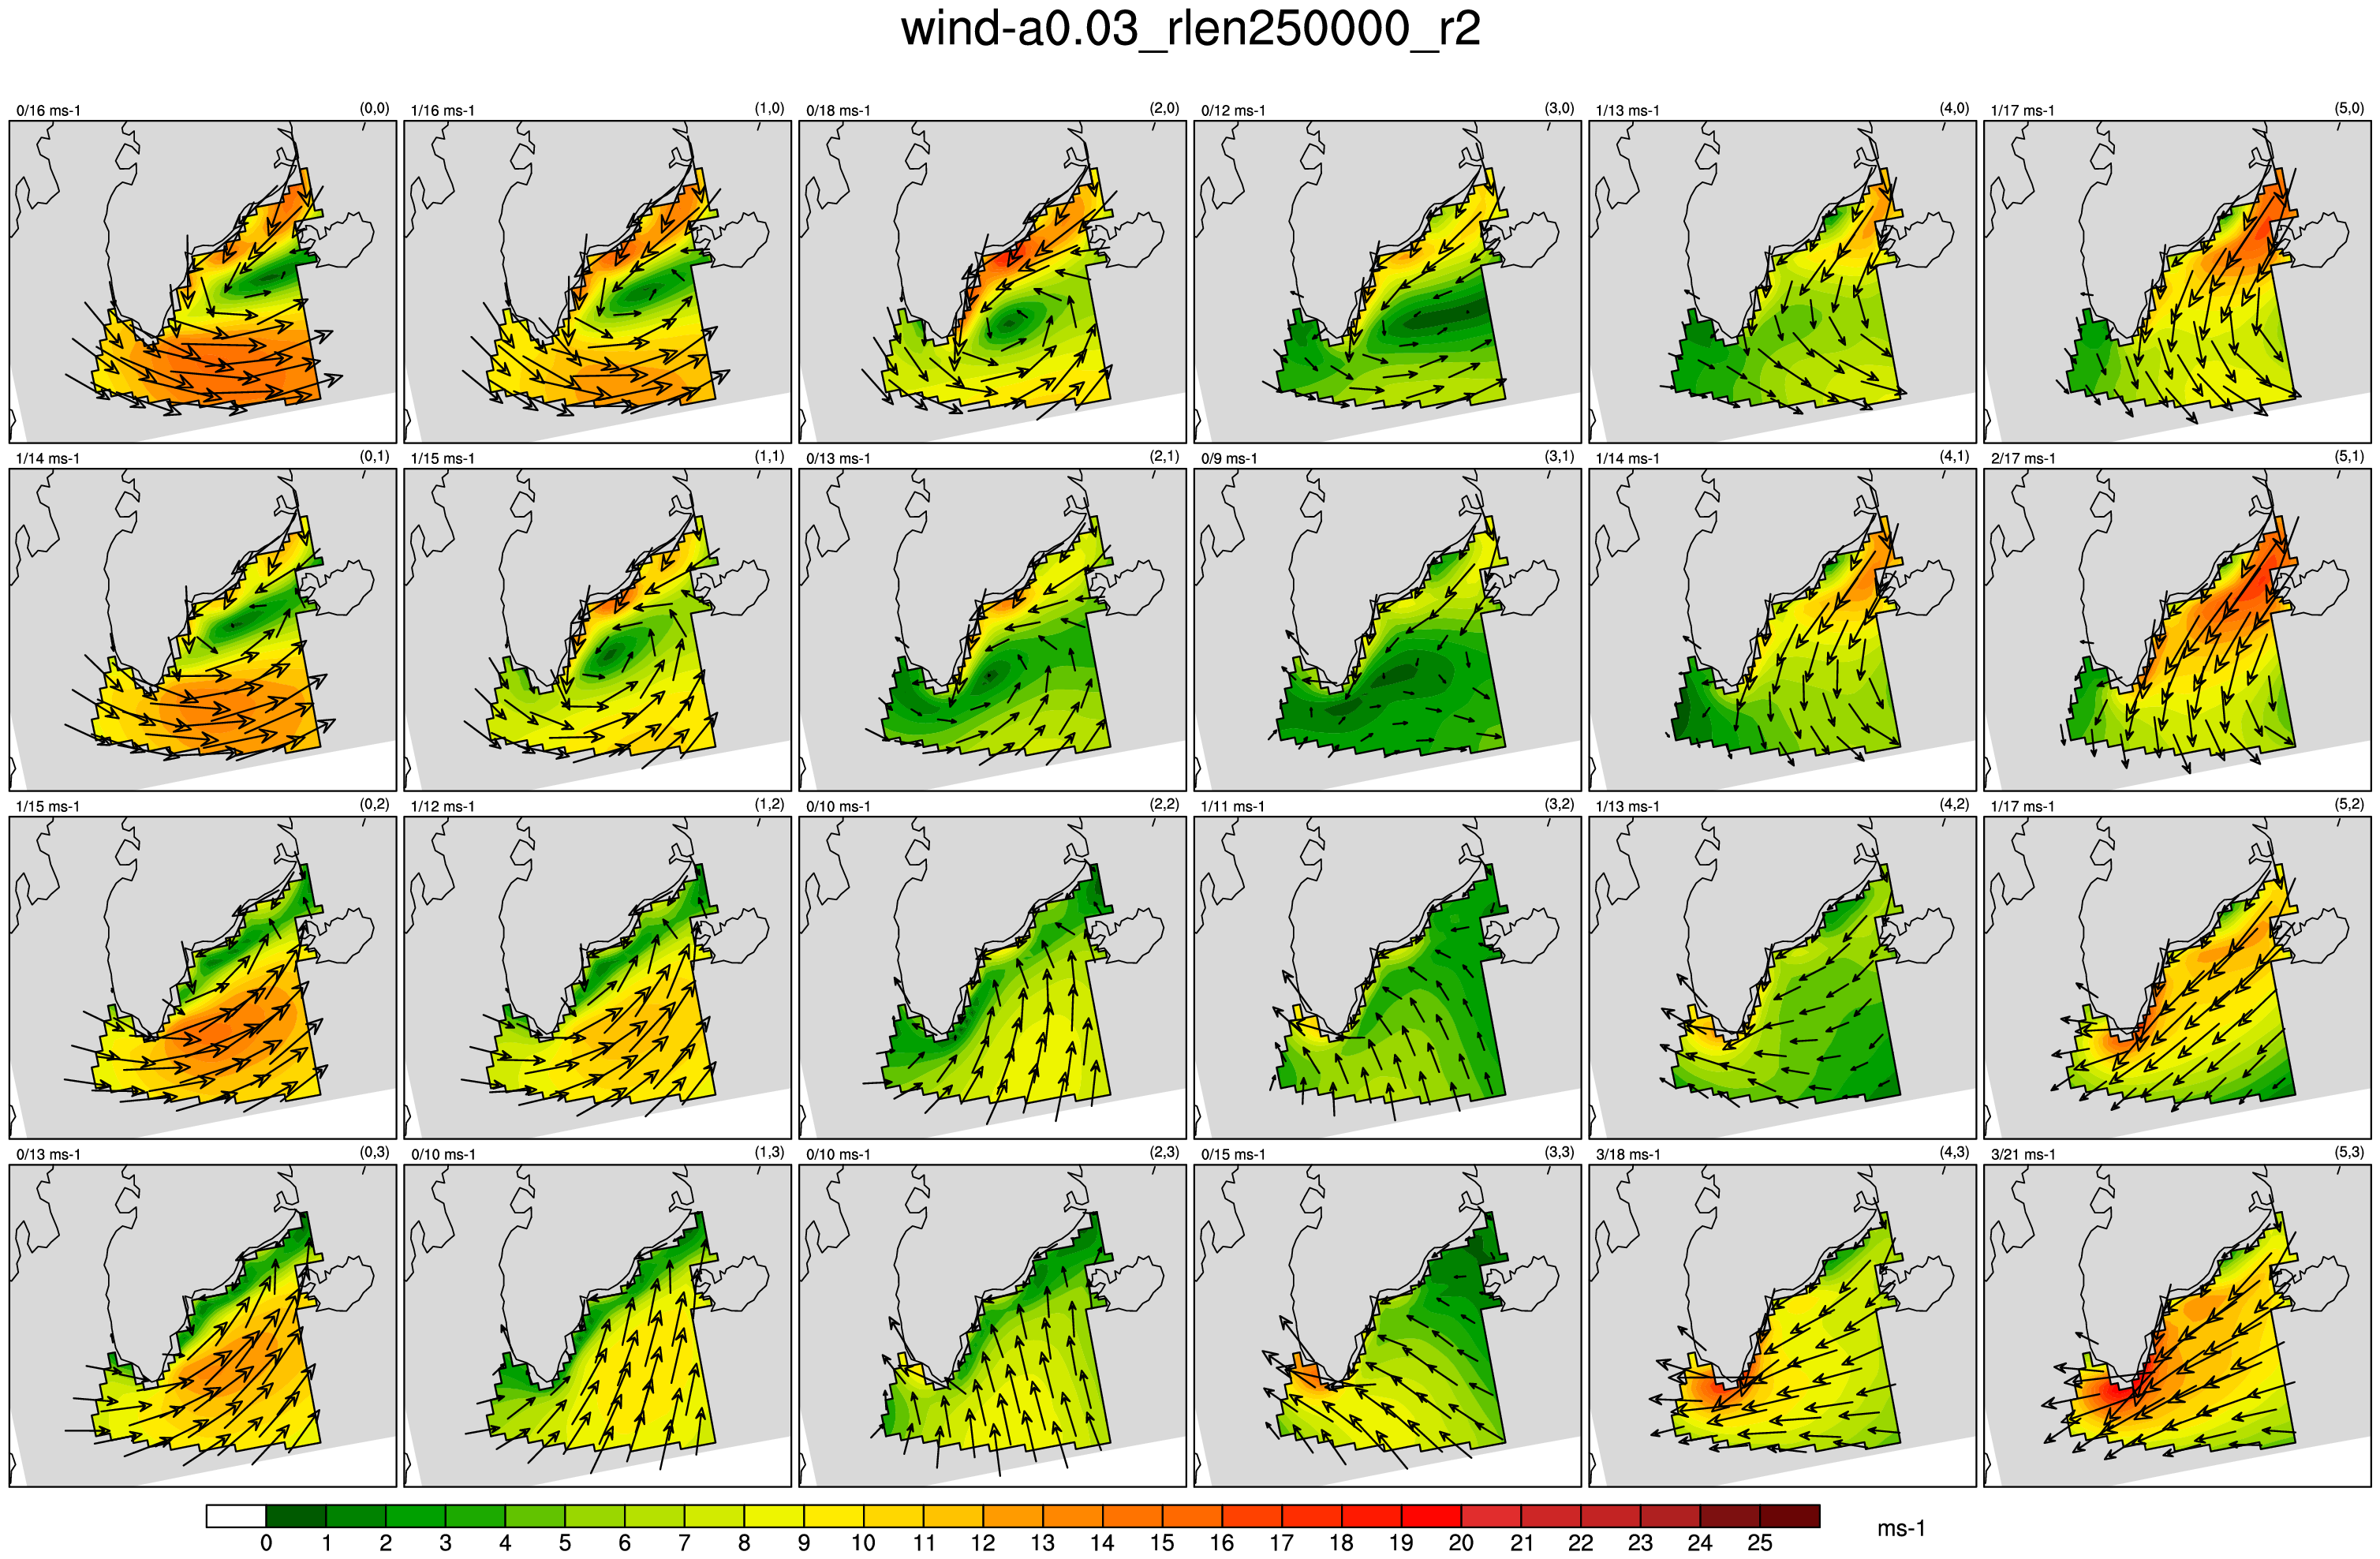 wind-a0.03_rlen250000_r2
0/16 ms-1 (0,0) 1/16 ms-1 (1,0) 0/18 ms-1 (2,0) 0/12 ms-1 (3,0) 1/13 ms-1 (4,0) 1/17 ms-1 (5,0)
1/14 ms-1 (0,1) 1/15 ms-1 (1,1) 0/13 ms-1 (2,1) 0/9 ms-1 (3,1) 1/14 ms-1 (4,1) 2/17 ms-1 (5,1)
1/15 ms-1 (0,2) 1/12 ms-1 (1,2) 0/10 ms-1 (2,2) 1/11 ms-1 (3,2) 1/13 ms-1 (4,2) 1/17 ms-1 (5,2)
0/13 ms-1 (0,3) 0/10 ms-1 (1,3) 0/10 ms-1 (2,3) 0/15 ms-1 (3,3) 3/18 ms-1 (4,3) 3/21 ms-1 (5,3)
0 1 2 3 4 5 6 7 8 9 10 11 12 13 14 15 16 17 18 19 20 21 22 23 24 25 ms-1